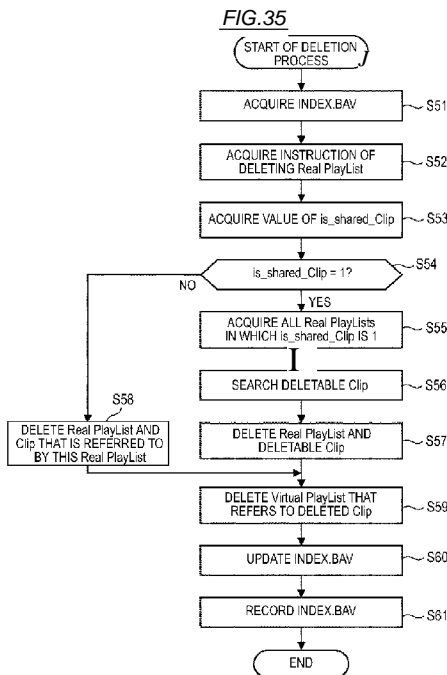 FIG.35
START OF DELETION
PROCESS
ACQUIRE INDEX.BAV
S51
ACQUIRE INSTRUCTION OF
DELETING Real PlayList
S52
ACQUIRE VALUE OF is_shared_Clip
S53
is_shared_Clip = 1?
S54
NO
YES
ACQUIRE ALL Real PlayLists
IN WHICH is_shared_Clip IS 1
S55
SEARCH DELETABLE Clip
S56
S58
DELETE Real PlayList AND
Clip THAT IS REFERRED TO
BY THIS Real PlayList
DELETE Real PlayList AND
DELETABLE Clip
S57
DELETE Virtual PlayList THAT
REFERS TO DELETED Clip
S59
UPDATE INDEX.BAV
S60
RECORD INDEX.BAV
S61
END